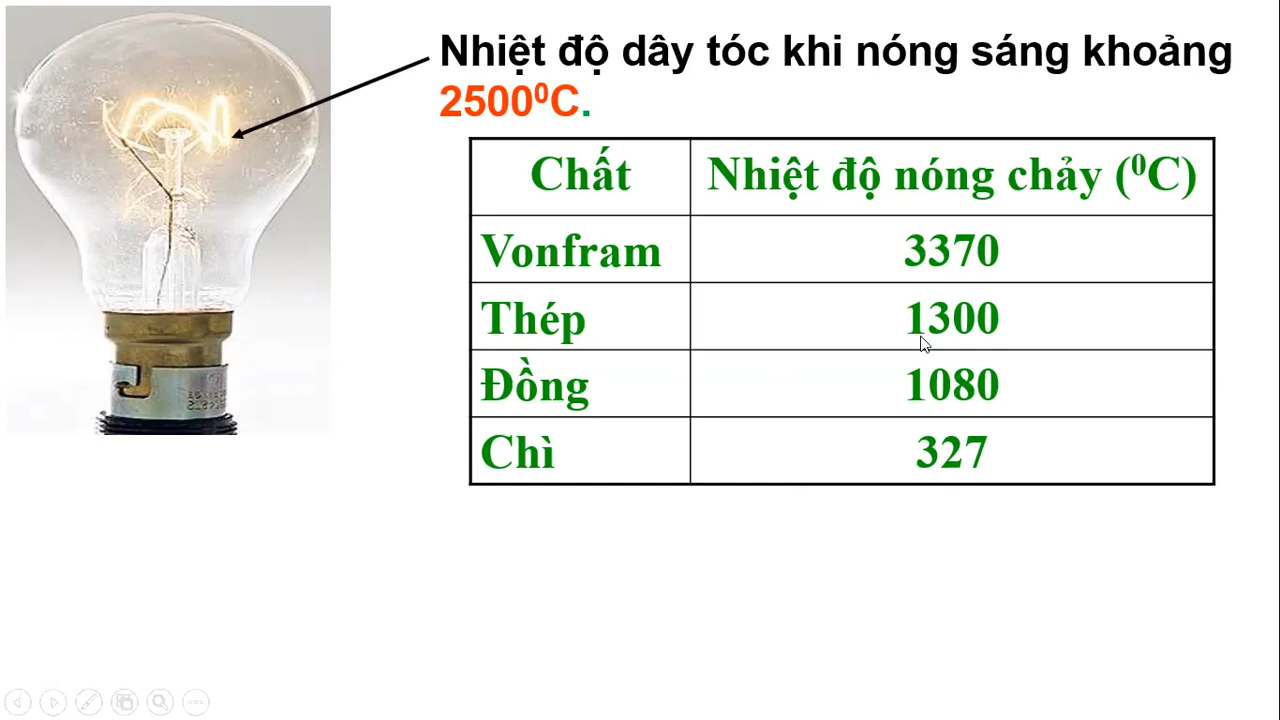 Nhiệt độ dây tóc khi nóng sáng khoảng
2500⁰C.
Chất Nhiệt độ nóng chảy (⁰C)
Vonfram 3370
Thép 1300
Đồng 1080
Chì 327